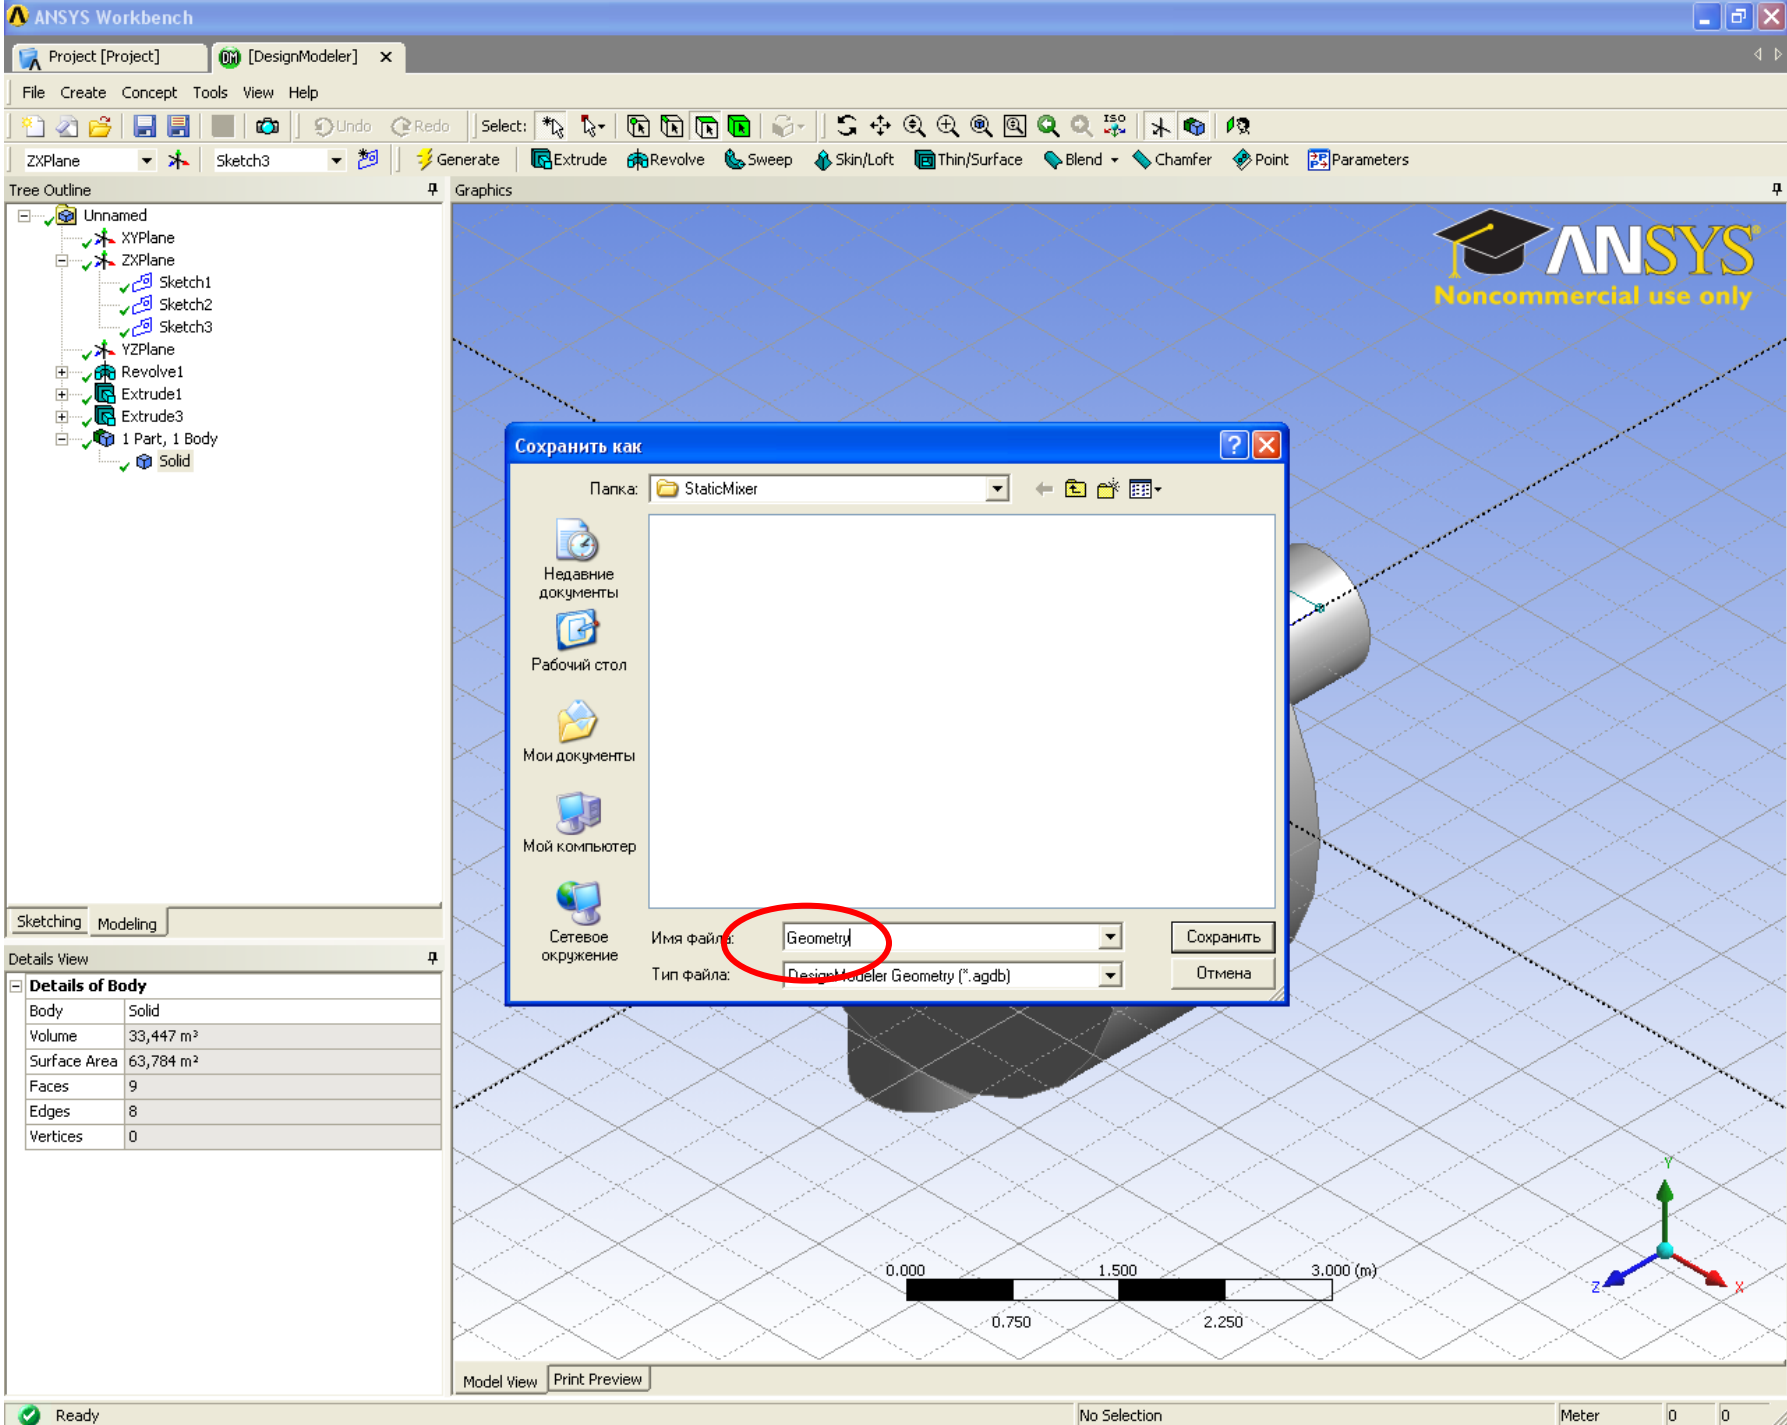 ANSYS Workbench
Project [Project]
[DesignModeler]
File Create Concept Tools View Help
Undo Redo Select: ISO
ZXPlane Sketch3 Generate Extrude Revolve Sweep Skin/Loft Thin/Surface Blend Chamfer Point Parameters
Tree Outline
Graphics
Unnamed
XYPlane
ZXPlane
Sketch1
Sketch2
Sketch3
YZPlane
Revolve1
Extrude1
Extrude3
1 Part, 1 Body
Solid
Sketching Modeling
Details View
Details of Body
Body Solid
Volume 33,447 m³
Surface Area 63,784 m²
Faces 9
Edges 8
Vertices 0
ANSYS®
Noncommercial use only
Сохранить как
Папка: StaticMixer
Недавние
документы
Рабочий стол
Мои документы
Мой компьютер
Сетевое
окружение
Имя файла: Geometry
Сохранить
Тип файла: DesignModeler Geometry (*.agdb)
Отмена
0.000 1.500 3.000 (m)
0.750 2.250
Y
Z X
Model View Print Preview
Ready
No Selection
Meter 0 0